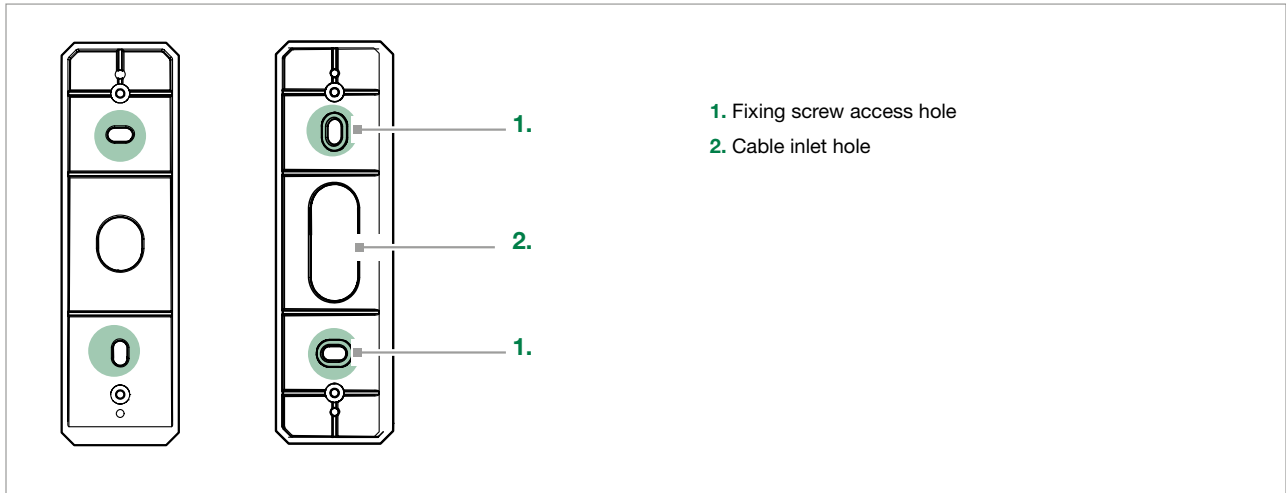 1.
2.
1.
1. Fixing screw access hole
2. Cable inlet hole